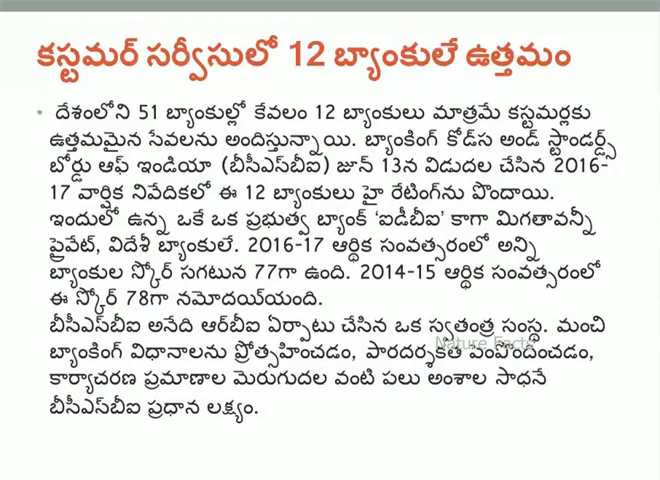 కస్టమర్ సర్వీసులో 12 బ్యాంకులే ఉత్తమం
• దేశంలోని 51 బ్యాంకుల్లో కేవలం 12 బ్యాంకులు మాత్రమే కస్టమర్లకు
ఉత్తమమైన సేవలను అందిస్తున్నాయి. బ్యాంకింగ్ కోడ్స అండ్ స్టాండర్డ్స్
బోర్డు ఆఫ్ ఇండియా (బీసీఎస్‌బీఐ) జూన్ 13న విడుదల చేసిన 2016-
17 వార్షిక నివేదికలో ఈ 12 బ్యాంకులు హై రేటింగ్‌ను పొందాయి.
ఇందులో ఉన్న ఒకే ఒక ప్రభుత్వ బ్యాంక్ 'ఐడీబీఐ' కాగా మిగతావన్నీ
ప్రైవేట్, విదేశీ బ్యాంకులే. 2016-17 ఆర్థిక సంవత్సరంలో అన్ని
బ్యాంకుల స్కోర్ సగటున 77గా ఉంది. 2014-15 ఆర్థిక సంవత్సరంలో
ఈ స్కోర్ 78గా నమోదయ్యింది.
బీసీఎస్‌బీఐ అనేది ఆర్‌బీఐ ఏర్పాటు చేసిన ఒక స్వతంత్ర సంస్థ. మంచి
బ్యాంకింగ్ విధానాలను ప్రోత్సహించడం, పారదర్శకత పెంపొందించడం,
కార్యాచరణ ప్రమాణాల మెరుగుదల వంటి పలు అంశాల సాధనే
బీసీఎస్‌బీఐ ప్రధాన లక్ష్యం.
Nature Facts